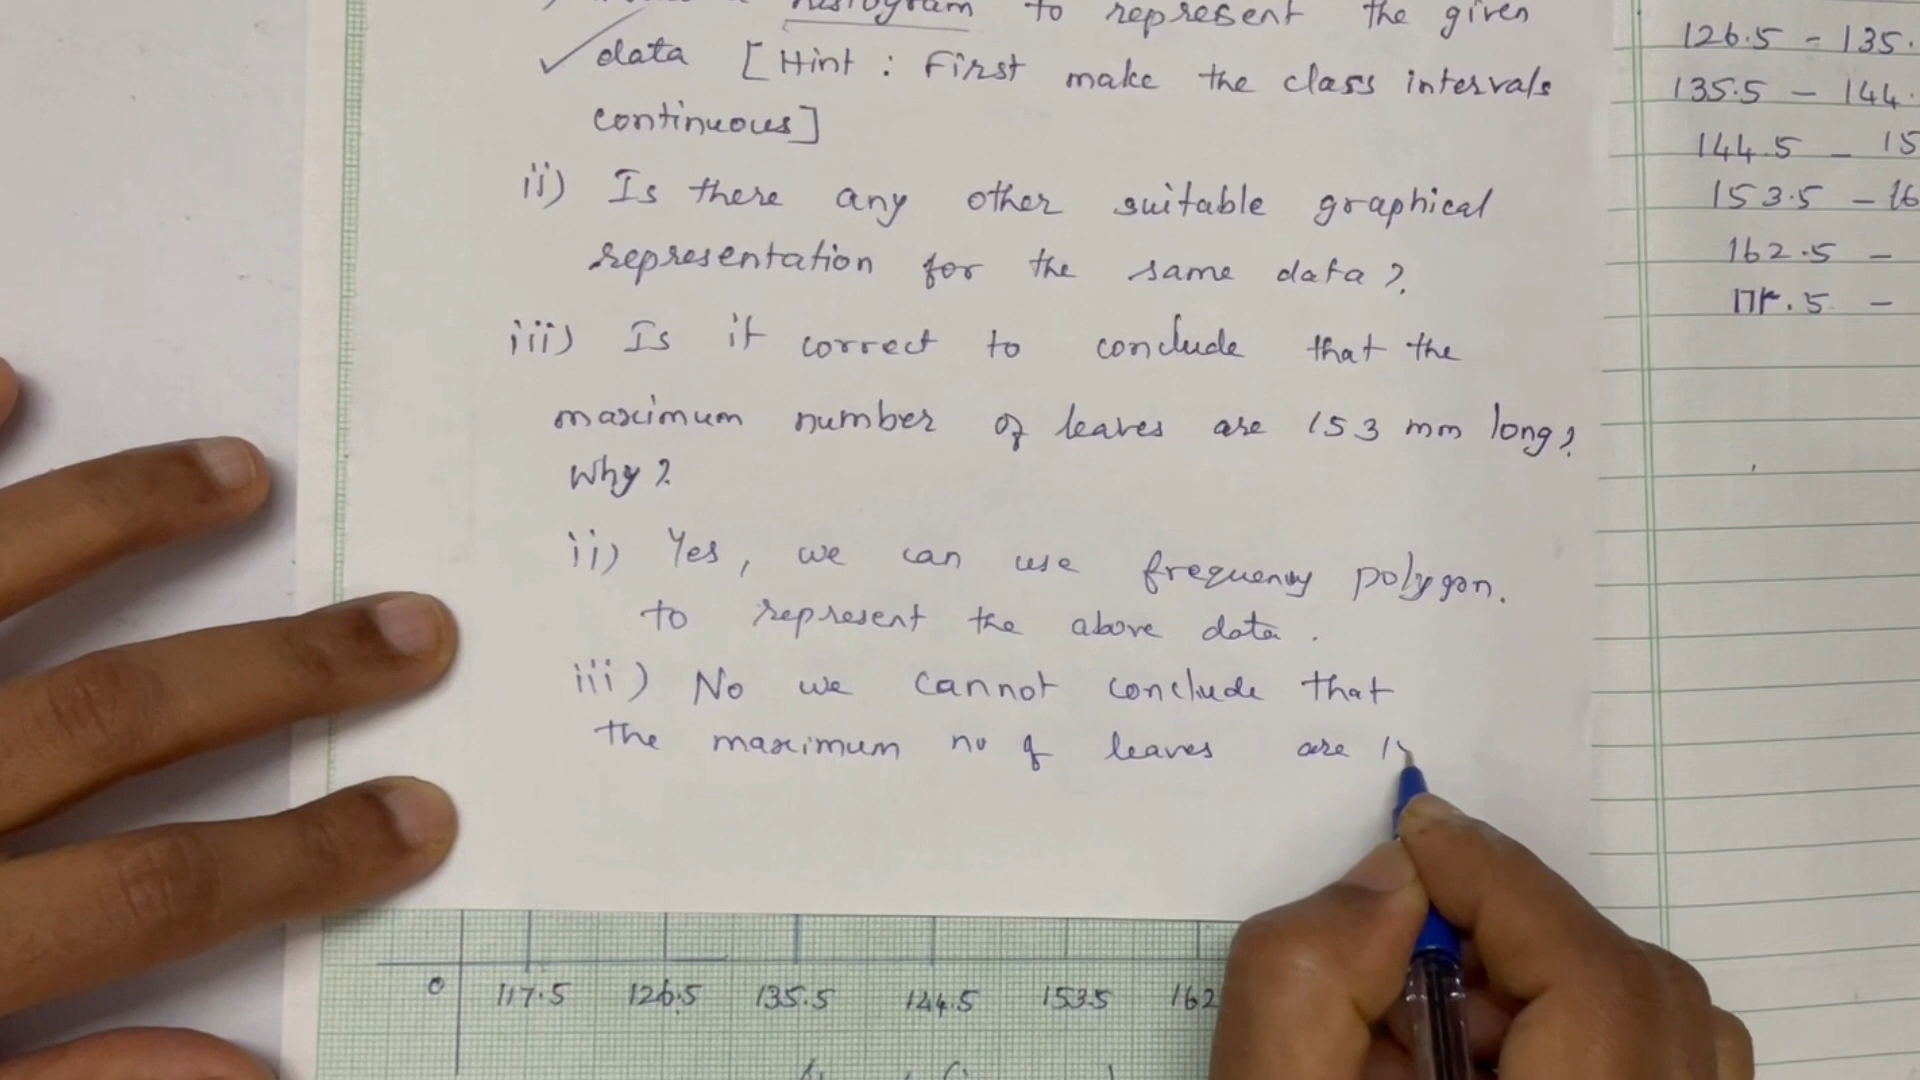 histogram to represent the given
data [Hint : First make the class intervals
continuous]
ii) Is there any other suitable graphical
representation for the same data?
iii) Is it correct to conclude that the
maximum number of leaves are 153 mm long?
Why?
ii) Yes, we can use frequency polygon.
to represent the above data.
iii) No we cannot conclude that
the maximum no of leaves are
0 117.5 126.5 135.5 144.5 153.5 162
126.5 - 135.
135.5 - 144.
144.5 - 15
153.5 - 16
162.5 -
171.5 -